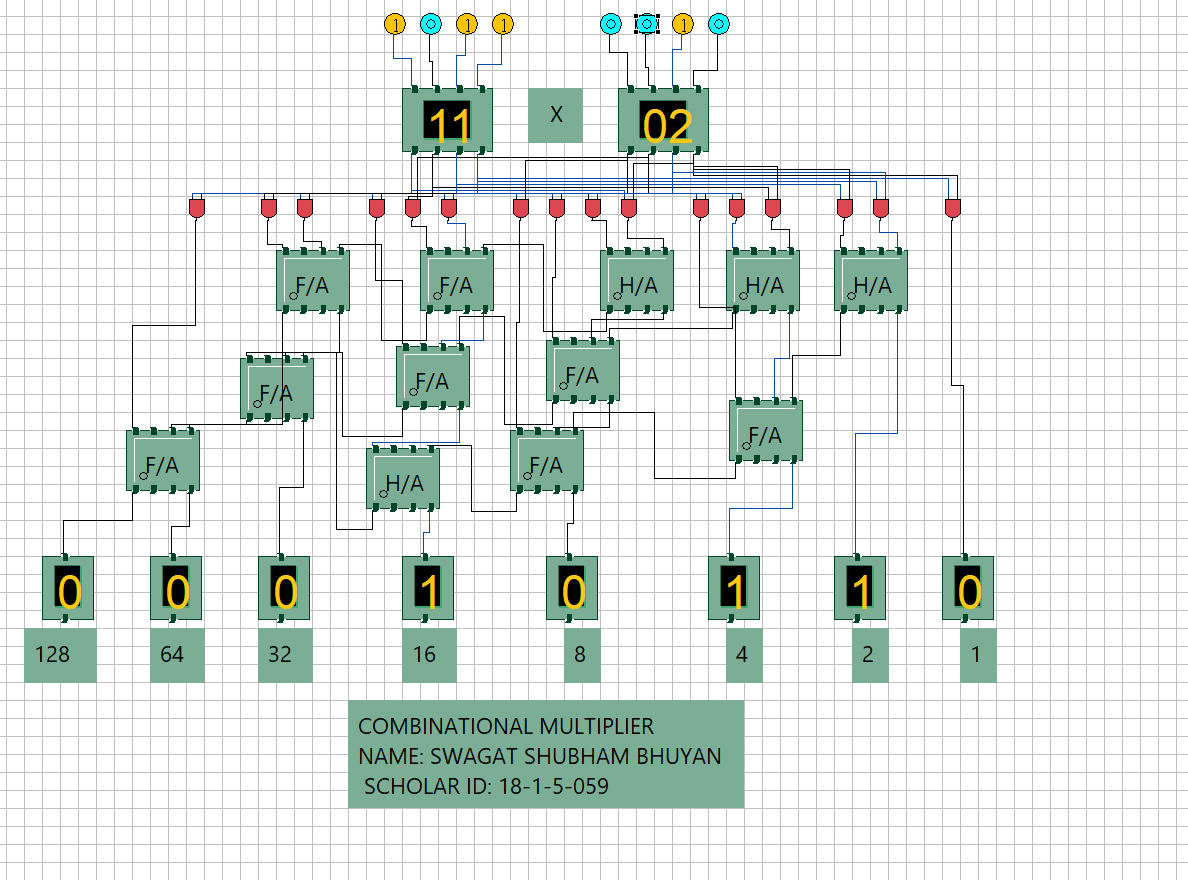 1 0 1 1 0 0 1 0
11 X 02
F/A F/A H/A H/A H/A
F/A F/A F/A
F/A
F/A H/A F/A
0 0 0 1 0 1 1 0
128 64 32 16 8 4 2 1
COMBINATIONAL MULTIPLIER
NAME: SWAGAT SHUBHAM BHUYAN
SCHOLAR ID: 18-1-5-059